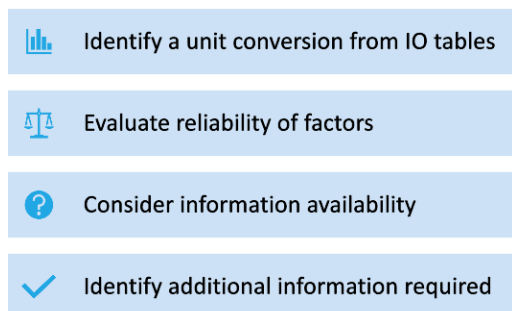 Identify a unit conversion from IO tables
Evaluate reliability of factors
Consider information availability
Identify additional information required